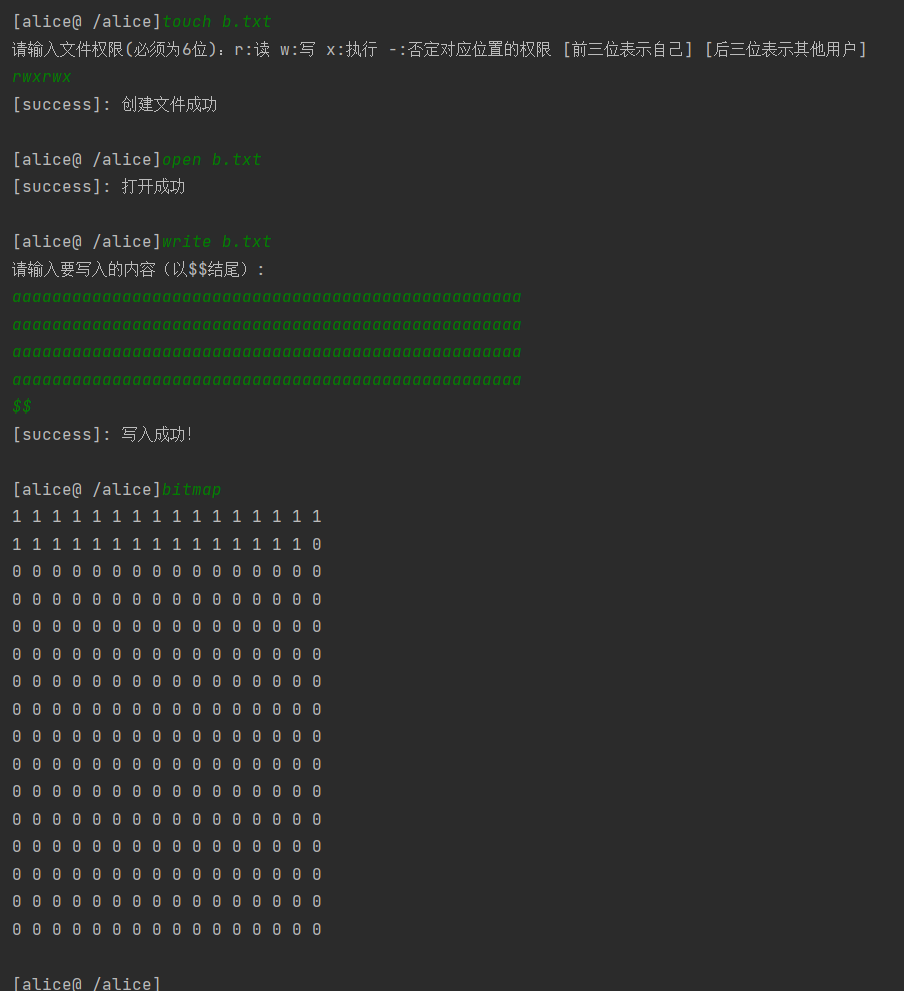 [alice@ /alice]touch b.txt
请输入文件权限(必须为6位)：r:读 w:写 x:执行 -:否定对应位置的权限 [前三位表示自己] [后三位表示其他用户]
rwxrwx
[success]: 创建文件成功
[alice@ /alice]open b.txt
[success]: 打开成功
[alice@ /alice]write b.txt
请输入要写入的内容（以$$结尾）:
aaaaaaaaaaaaaaaaaaaaaaaaaaaaaaaaaaaaaaaaaaaaaaaaaaa
aaaaaaaaaaaaaaaaaaaaaaaaaaaaaaaaaaaaaaaaaaaaaaaaaaa
aaaaaaaaaaaaaaaaaaaaaaaaaaaaaaaaaaaaaaaaaaaaaaaaaaa
aaaaaaaaaaaaaaaaaaaaaaaaaaaaaaaaaaaaaaaaaaaaaaaaaaa
$$
[success]: 写入成功!
[alice@ /alice]bitmap
1 1 1 1 1 1 1 1 1 1 1 1 1 1 1 1
1 1 1 1 1 1 1 1 1 1 1 1 1 1 1 0
0 0 0 0 0 0 0 0 0 0 0 0 0 0 0 0
0 0 0 0 0 0 0 0 0 0 0 0 0 0 0 0
0 0 0 0 0 0 0 0 0 0 0 0 0 0 0 0
0 0 0 0 0 0 0 0 0 0 0 0 0 0 0 0
0 0 0 0 0 0 0 0 0 0 0 0 0 0 0 0
0 0 0 0 0 0 0 0 0 0 0 0 0 0 0 0
0 0 0 0 0 0 0 0 0 0 0 0 0 0 0 0
0 0 0 0 0 0 0 0 0 0 0 0 0 0 0 0
0 0 0 0 0 0 0 0 0 0 0 0 0 0 0 0
0 0 0 0 0 0 0 0 0 0 0 0 0 0 0 0
0 0 0 0 0 0 0 0 0 0 0 0 0 0 0 0
0 0 0 0 0 0 0 0 0 0 0 0 0 0 0 0
0 0 0 0 0 0 0 0 0 0 0 0 0 0 0 0
0 0 0 0 0 0 0 0 0 0 0 0 0 0 0 0
[alice@ /alice]